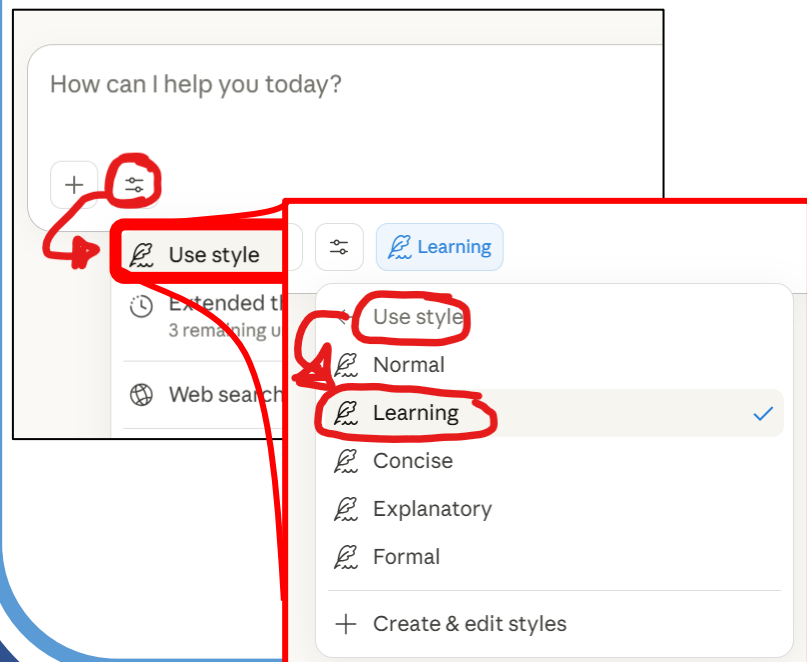 How can I help you today?
Use style
Extended t
3 remaining u
Web search
Learning
Use style
Normal
Learning
Concise
Explanatory
Formal
Create & edit styles